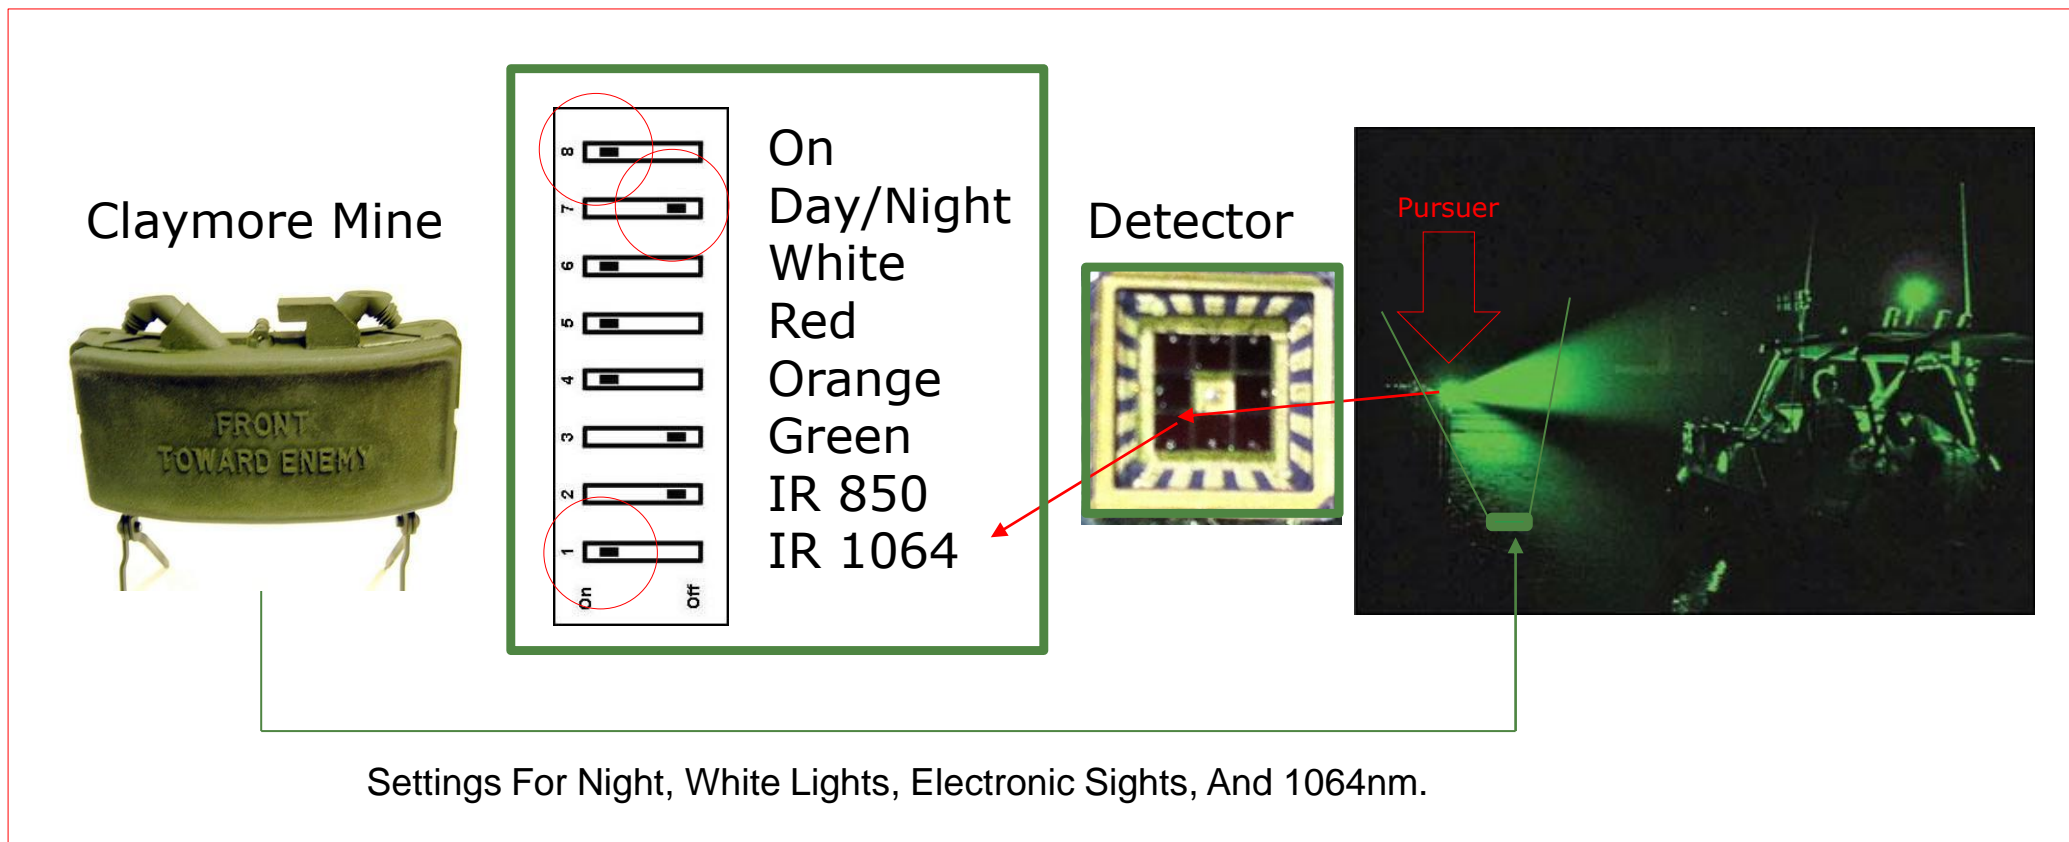 Claymore Mine
FRONT
TOWARD ENEMY
8
7
6
5
4
3
2
1
On
Off
On
Day/Night
White
Red
Orange
Green
IR 850
IR 1064
Detector
Pursuer
Settings For Night, White Lights, Electronic Sights, And 1064nm.